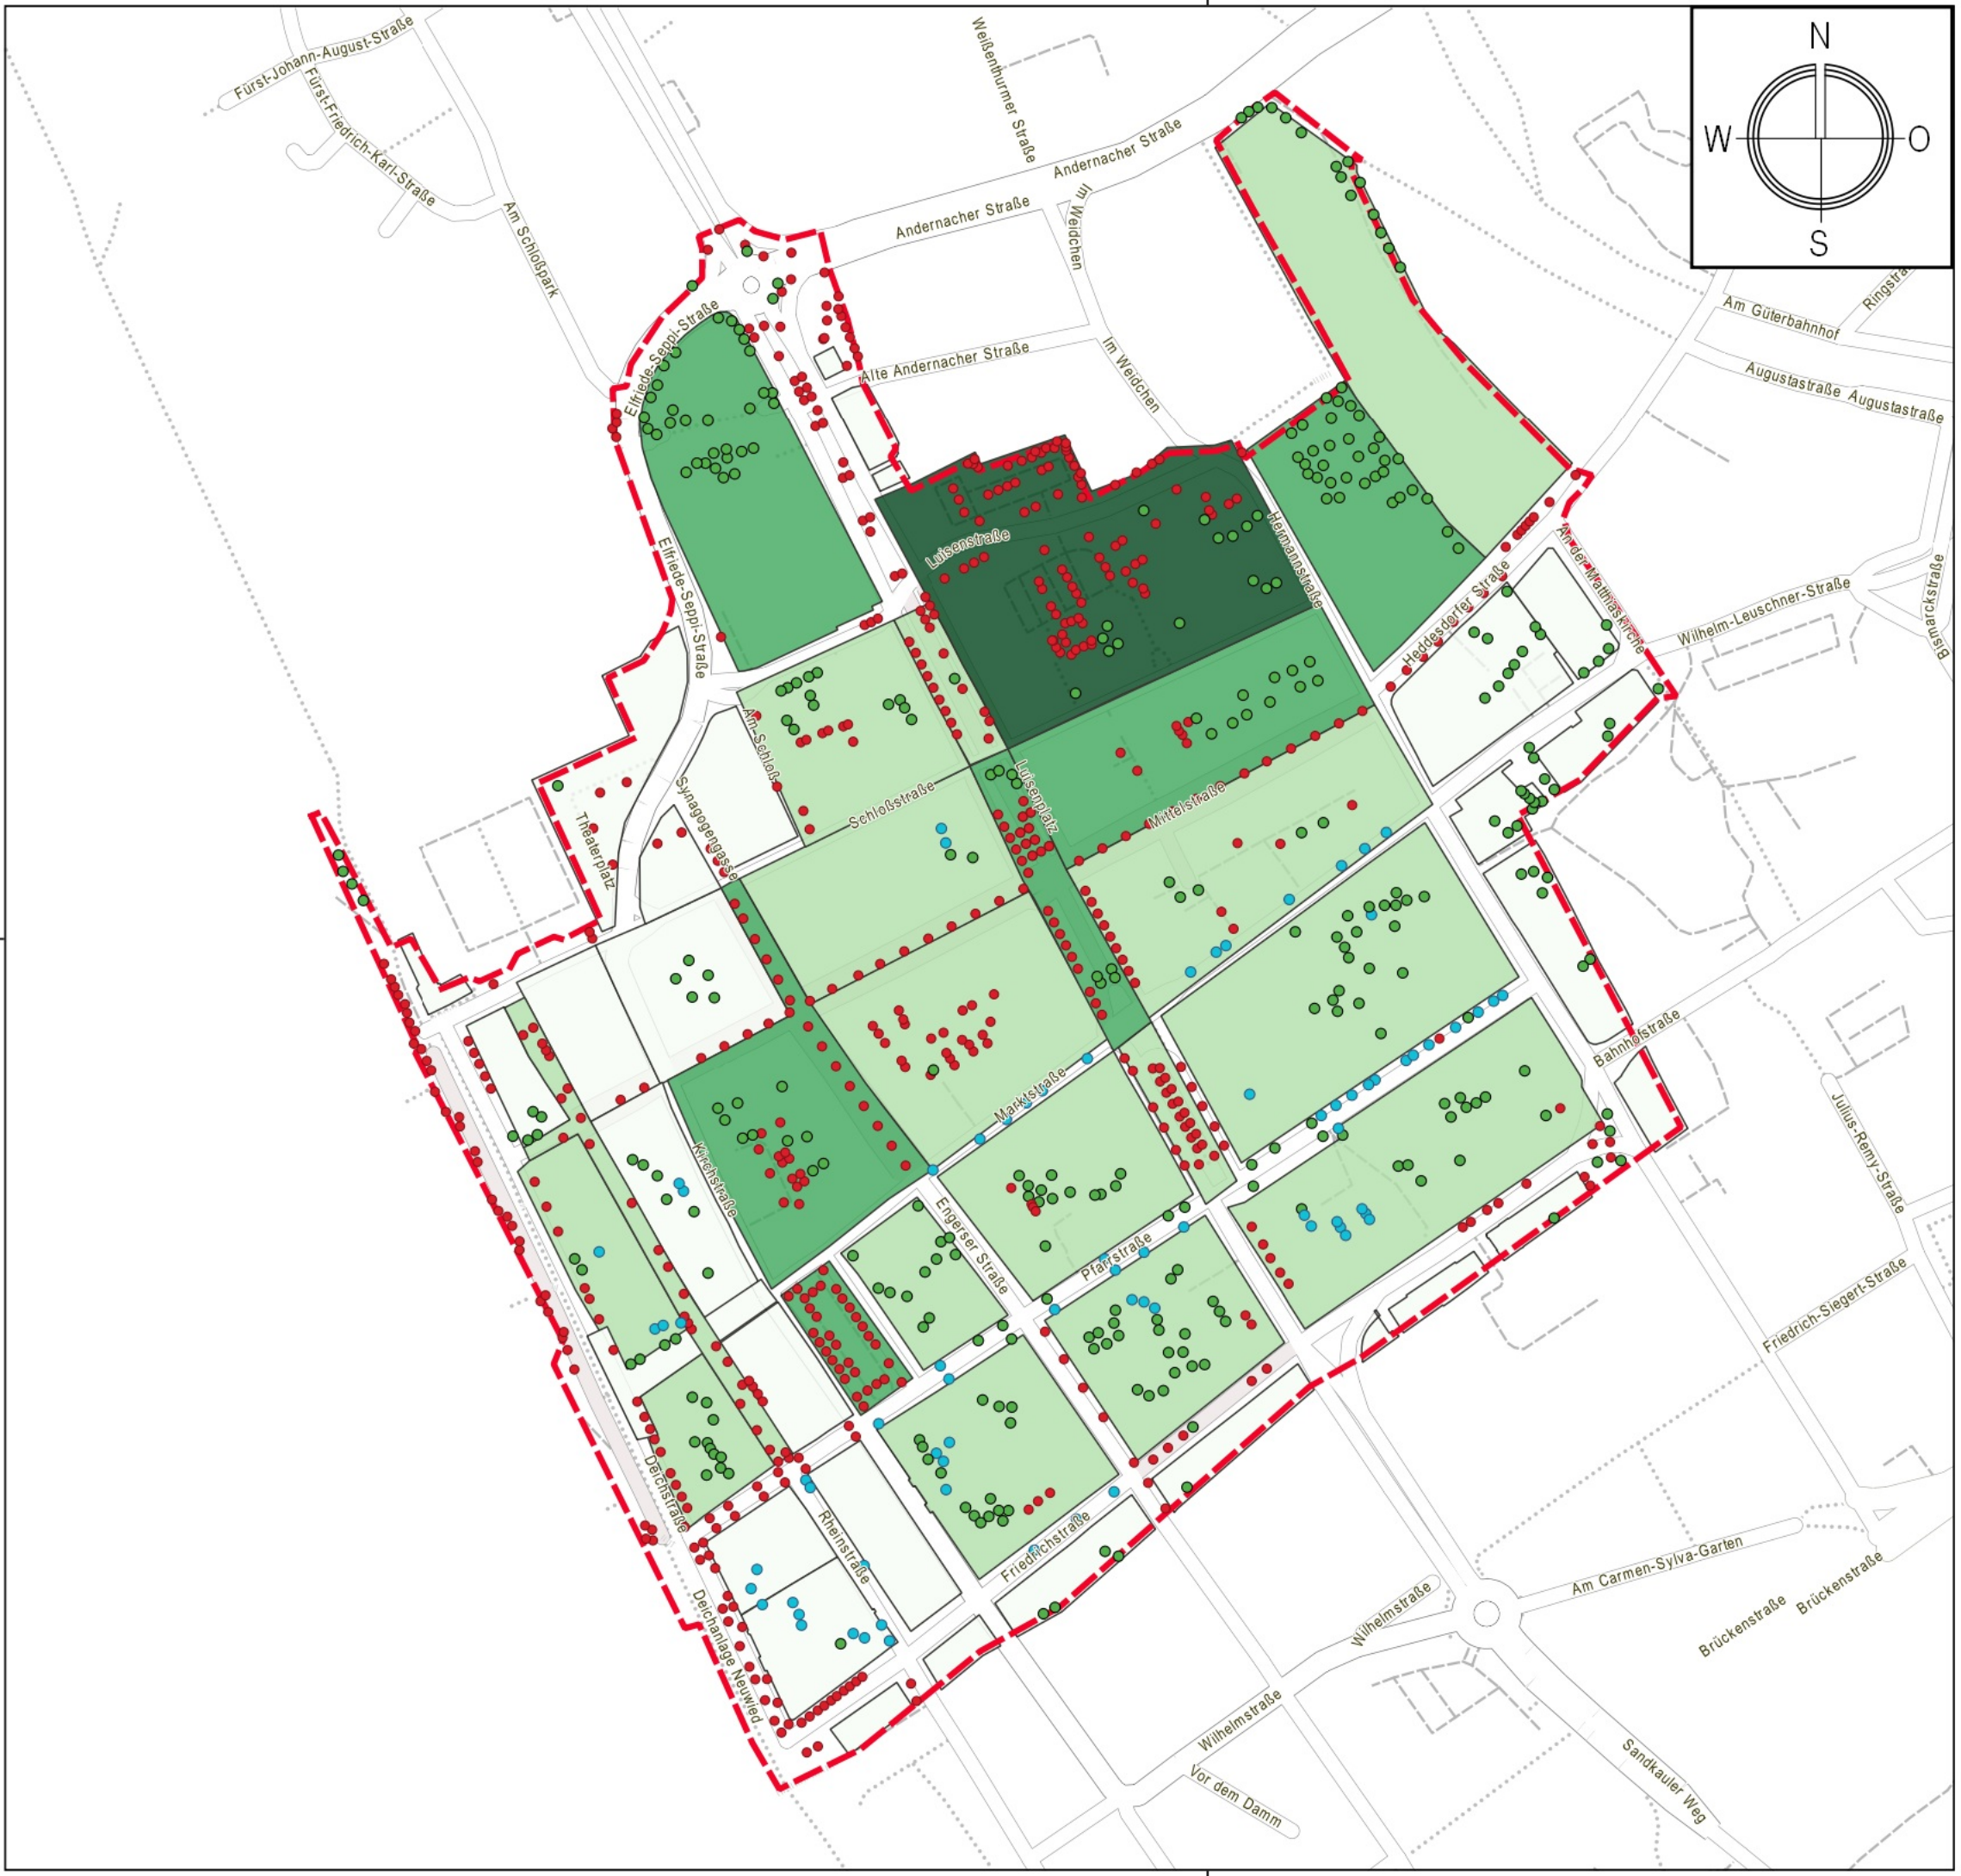 Fürst-Johann-August-Straße
Fürst-Friedrich-Karl-Straße
Am Schloßpark
Weißenthurmer Straße
Andernacher Straße
Andernacher Straße
Im Weidchen
N
W
O
S
Ringstra
Am Güterbahnhof
Augustastraße
Augustastraße
Elfriede-Seppi-Straße
Alte Andernacher Straße
Im Weidchen
Luisenstraße
Hermannstraße
Elfriede-Seppi-Straße
Heddesdorfer Straße
An der Matthiaskirche
Wilhelm-Leuschner-Straße
Bismarckstraße
Bism
Am-Schloß
Synagogengasse
Schloßstraße
Luisenplatz
Mittelstraße
Theaterplatz
Bahnhofstraße
Marktstraße
Kirchstraße
Julius-Remy-Straße
Engerser Straße
Pfarrstraße
Friedrich-Siegert-Straße
Deichstraße
Rheinstraße
Friedrichstraße
Deichanlage Neuwied
Am Carmen-Sylva-Garten
Wilhelmstraße
Brückenstraße
Brückenstraße
Wilhelmstraße
Vor dem Damm
Sandkauler Weg